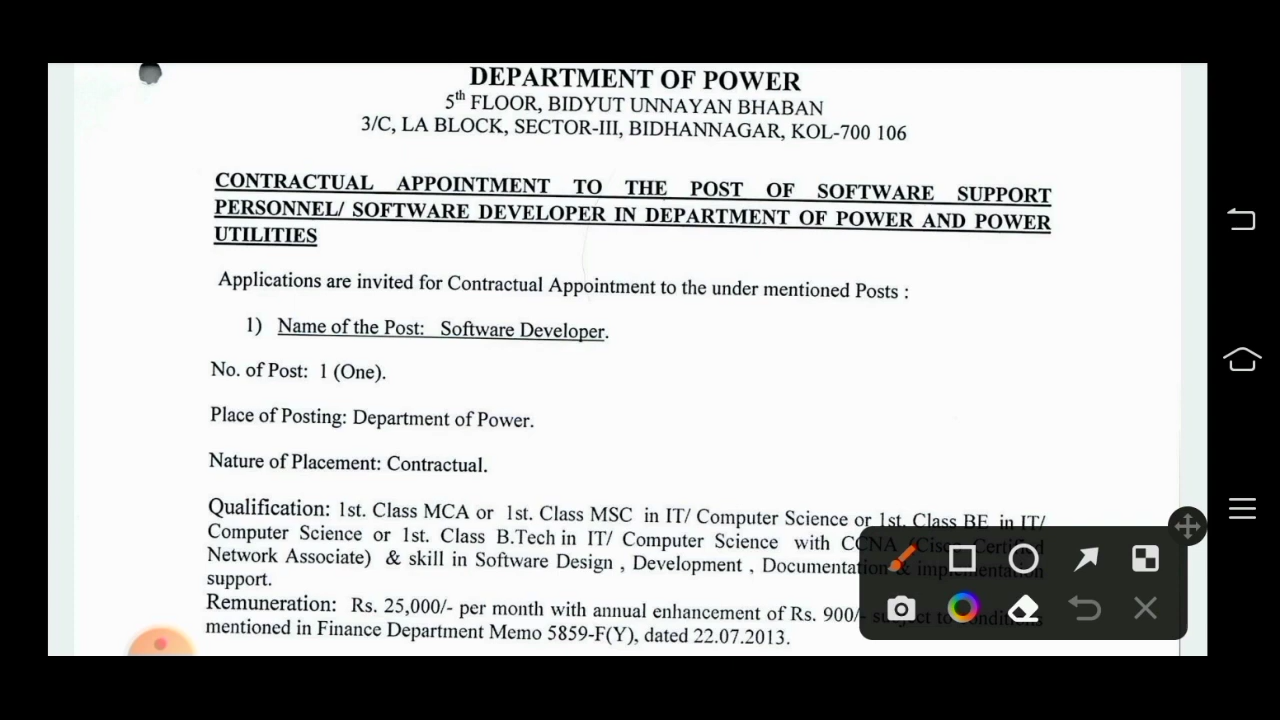 DEPARTMENT OF POWER
5th FLOOR, BIDYUT UNNAYAN BHABAN
3/C, LA BLOCK, SECTOR-III, BIDHANNAGAR, KOL-700 106
CONTRACTUAL APPOINTMENT TO THE POST OF SOFTWARE SUPPORT
PERSONNEL/ SOFTWARE DEVELOPER IN DEPARTMENT OF POWER AND POWER
UTILITIES
Applications are invited for Contractual Appointment to the under mentioned Posts :
1) Name of the Post: Software Developer.
No. of Post: 1 (One).
Place of Posting: Department of Power.
Nature of Placement: Contractual.
Qualification: 1st. Class MCA or 1st. Class MSC in IT/ Computer Science or 1st. Class BE in IT/
Computer Science or 1st. Class B.Tech in IT/ Computer Science with CCNA (Cisco Certified
Network Associate) & skill in Software Design , Development , Documentation & implementation
support.
Remuneration: Rs. 25,000/- per month with annual enhancement of Rs. 900/- subject to conditions
mentioned in Finance Department Memo 5859-F(Y), dated 22.07.2013.